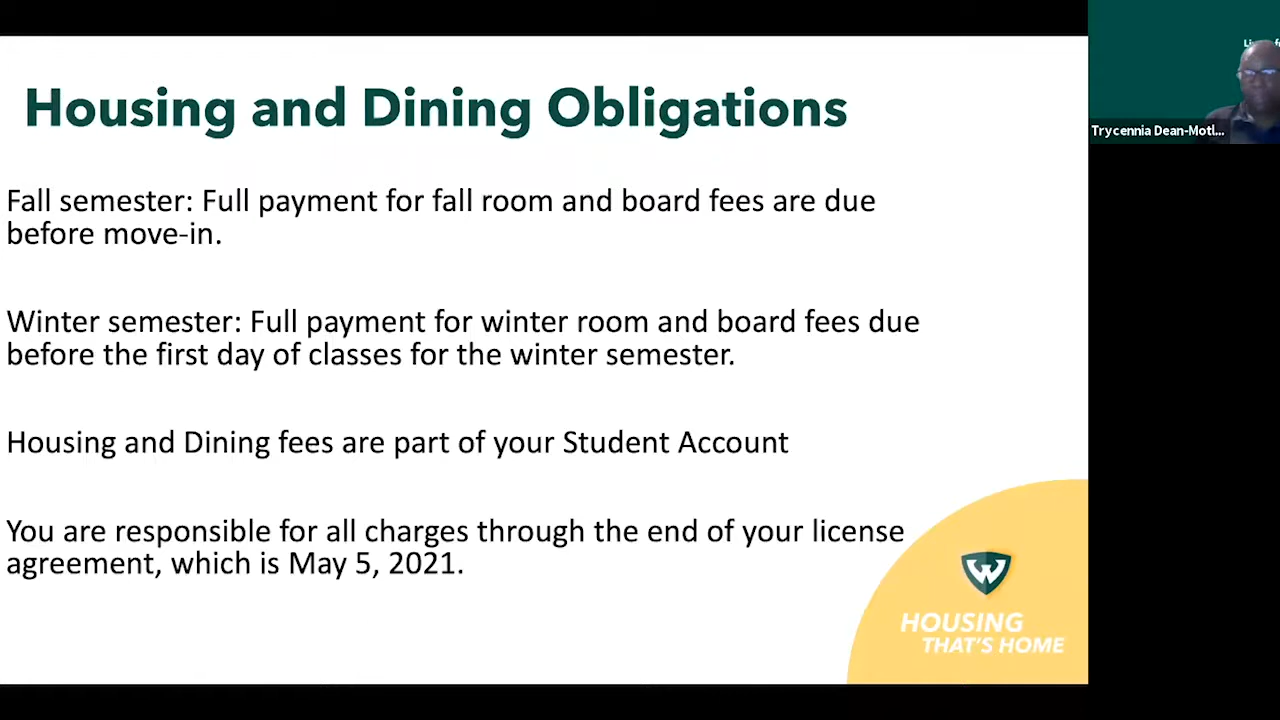 Housing and Dining Obligations
Fall semester: Full payment for fall room and board fees are due
before move-in.
Winter semester: Full payment for winter room and board fees due
before the first day of classes for the winter semester.
Housing and Dining fees are part of your Student Account
You are responsible for all charges through the end of your license
agreement, which is May 5, 2021.
W
HOUSING
THAT'S HOME
Trycennia Dean-Motl...